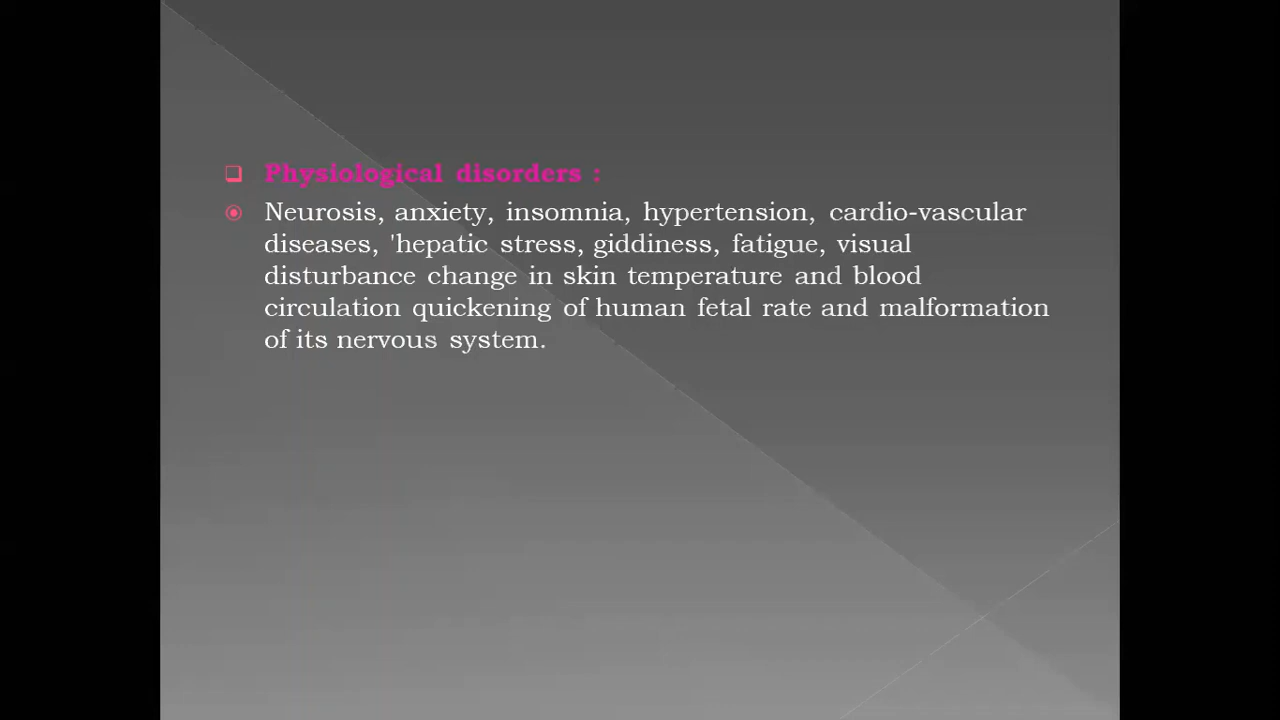 Physiological disorders :
Neurosis, anxiety, insomnia, hypertension, cardio-vascular
diseases, 'hepatic stress, giddiness, fatigue, visual
disturbance change in skin temperature and blood
circulation quickening of human fetal rate and malformation
of its nervous system.